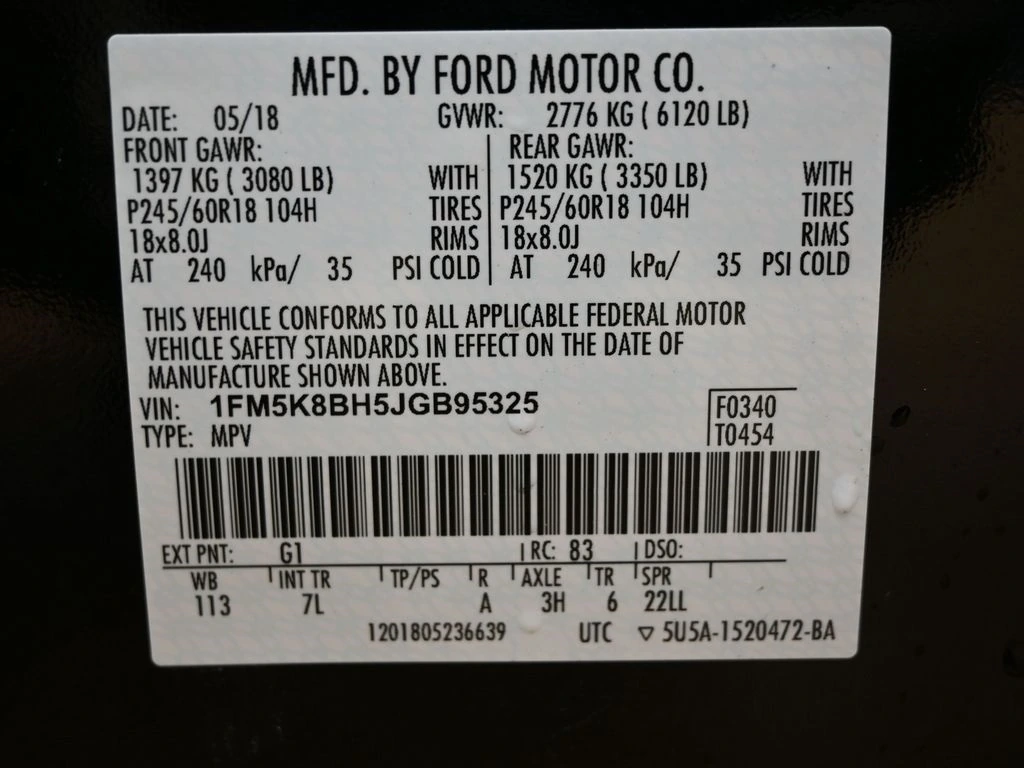 MFD. BY FORD MOTOR CO.
DATE: 05/18 GVWR: 2776 KG ( 6120 LB)
FRONT GAWR: REAR GAWR:
1397 KG ( 3080 LB) WITH 1520 KG ( 3350 LB) WITH
P245/60R18 104H TIRES P245/60R18 104H TIRES
18x8.0J RIMS 18x8.0J RIMS
AT 240 kPa/ 35 PSI COLD AT 240 kPa/ 35 PSI COLD
THIS VEHICLE CONFORMS TO ALL APPLICABLE FEDERAL MOTOR
VEHICLE SAFETY STANDARDS IN EFFECT ON THE DATE OF
MANUFACTURE SHOWN ABOVE.
VIN: 1FM5K8BH5JGB95325 F0340
TYPE: MPV T0454
EXT PNT: G1 RC: 83 DSO:
WB INT TR TP/PS R AXLE TR SPR
113 7L A 3H 6 22LL
1201805236639 UTC ▽ 5U5A-1520472-BA